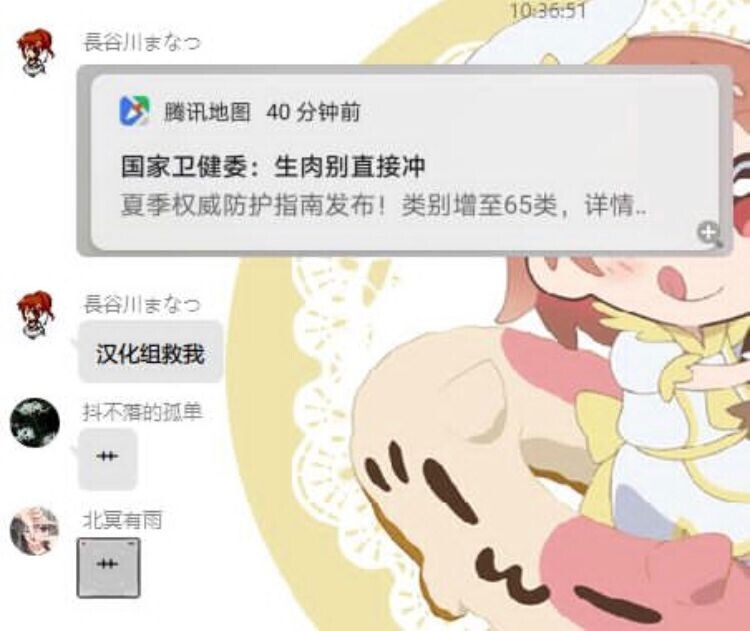 10:36:51
長谷川まなつ
腾讯地图 40 分钟前
国家卫健委：生肉别直接冲
夏季权威防护指南发布！类别增至65类，详情..
長谷川まなつ
汉化组救我
抖不落的孤单
艹
北冥有雨
艹